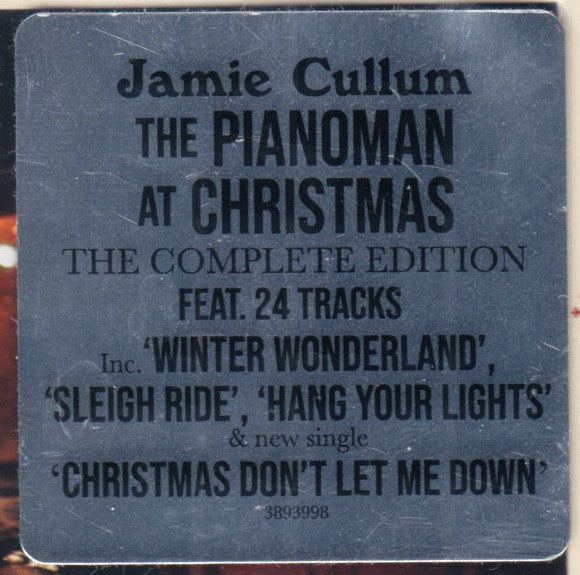 Jamie Cullum
THE PIANOMAN
AT CHRISTMAS
THE COMPLETE EDITION
FEAT. 24 TRACKS
Inc. ‘WINTER WONDERLAND’,
‘SLEIGH RIDE’, ‘HANG YOUR LIGHTS’
& new single
‘CHRISTMAS DON’T LET ME DOWN’
3893998